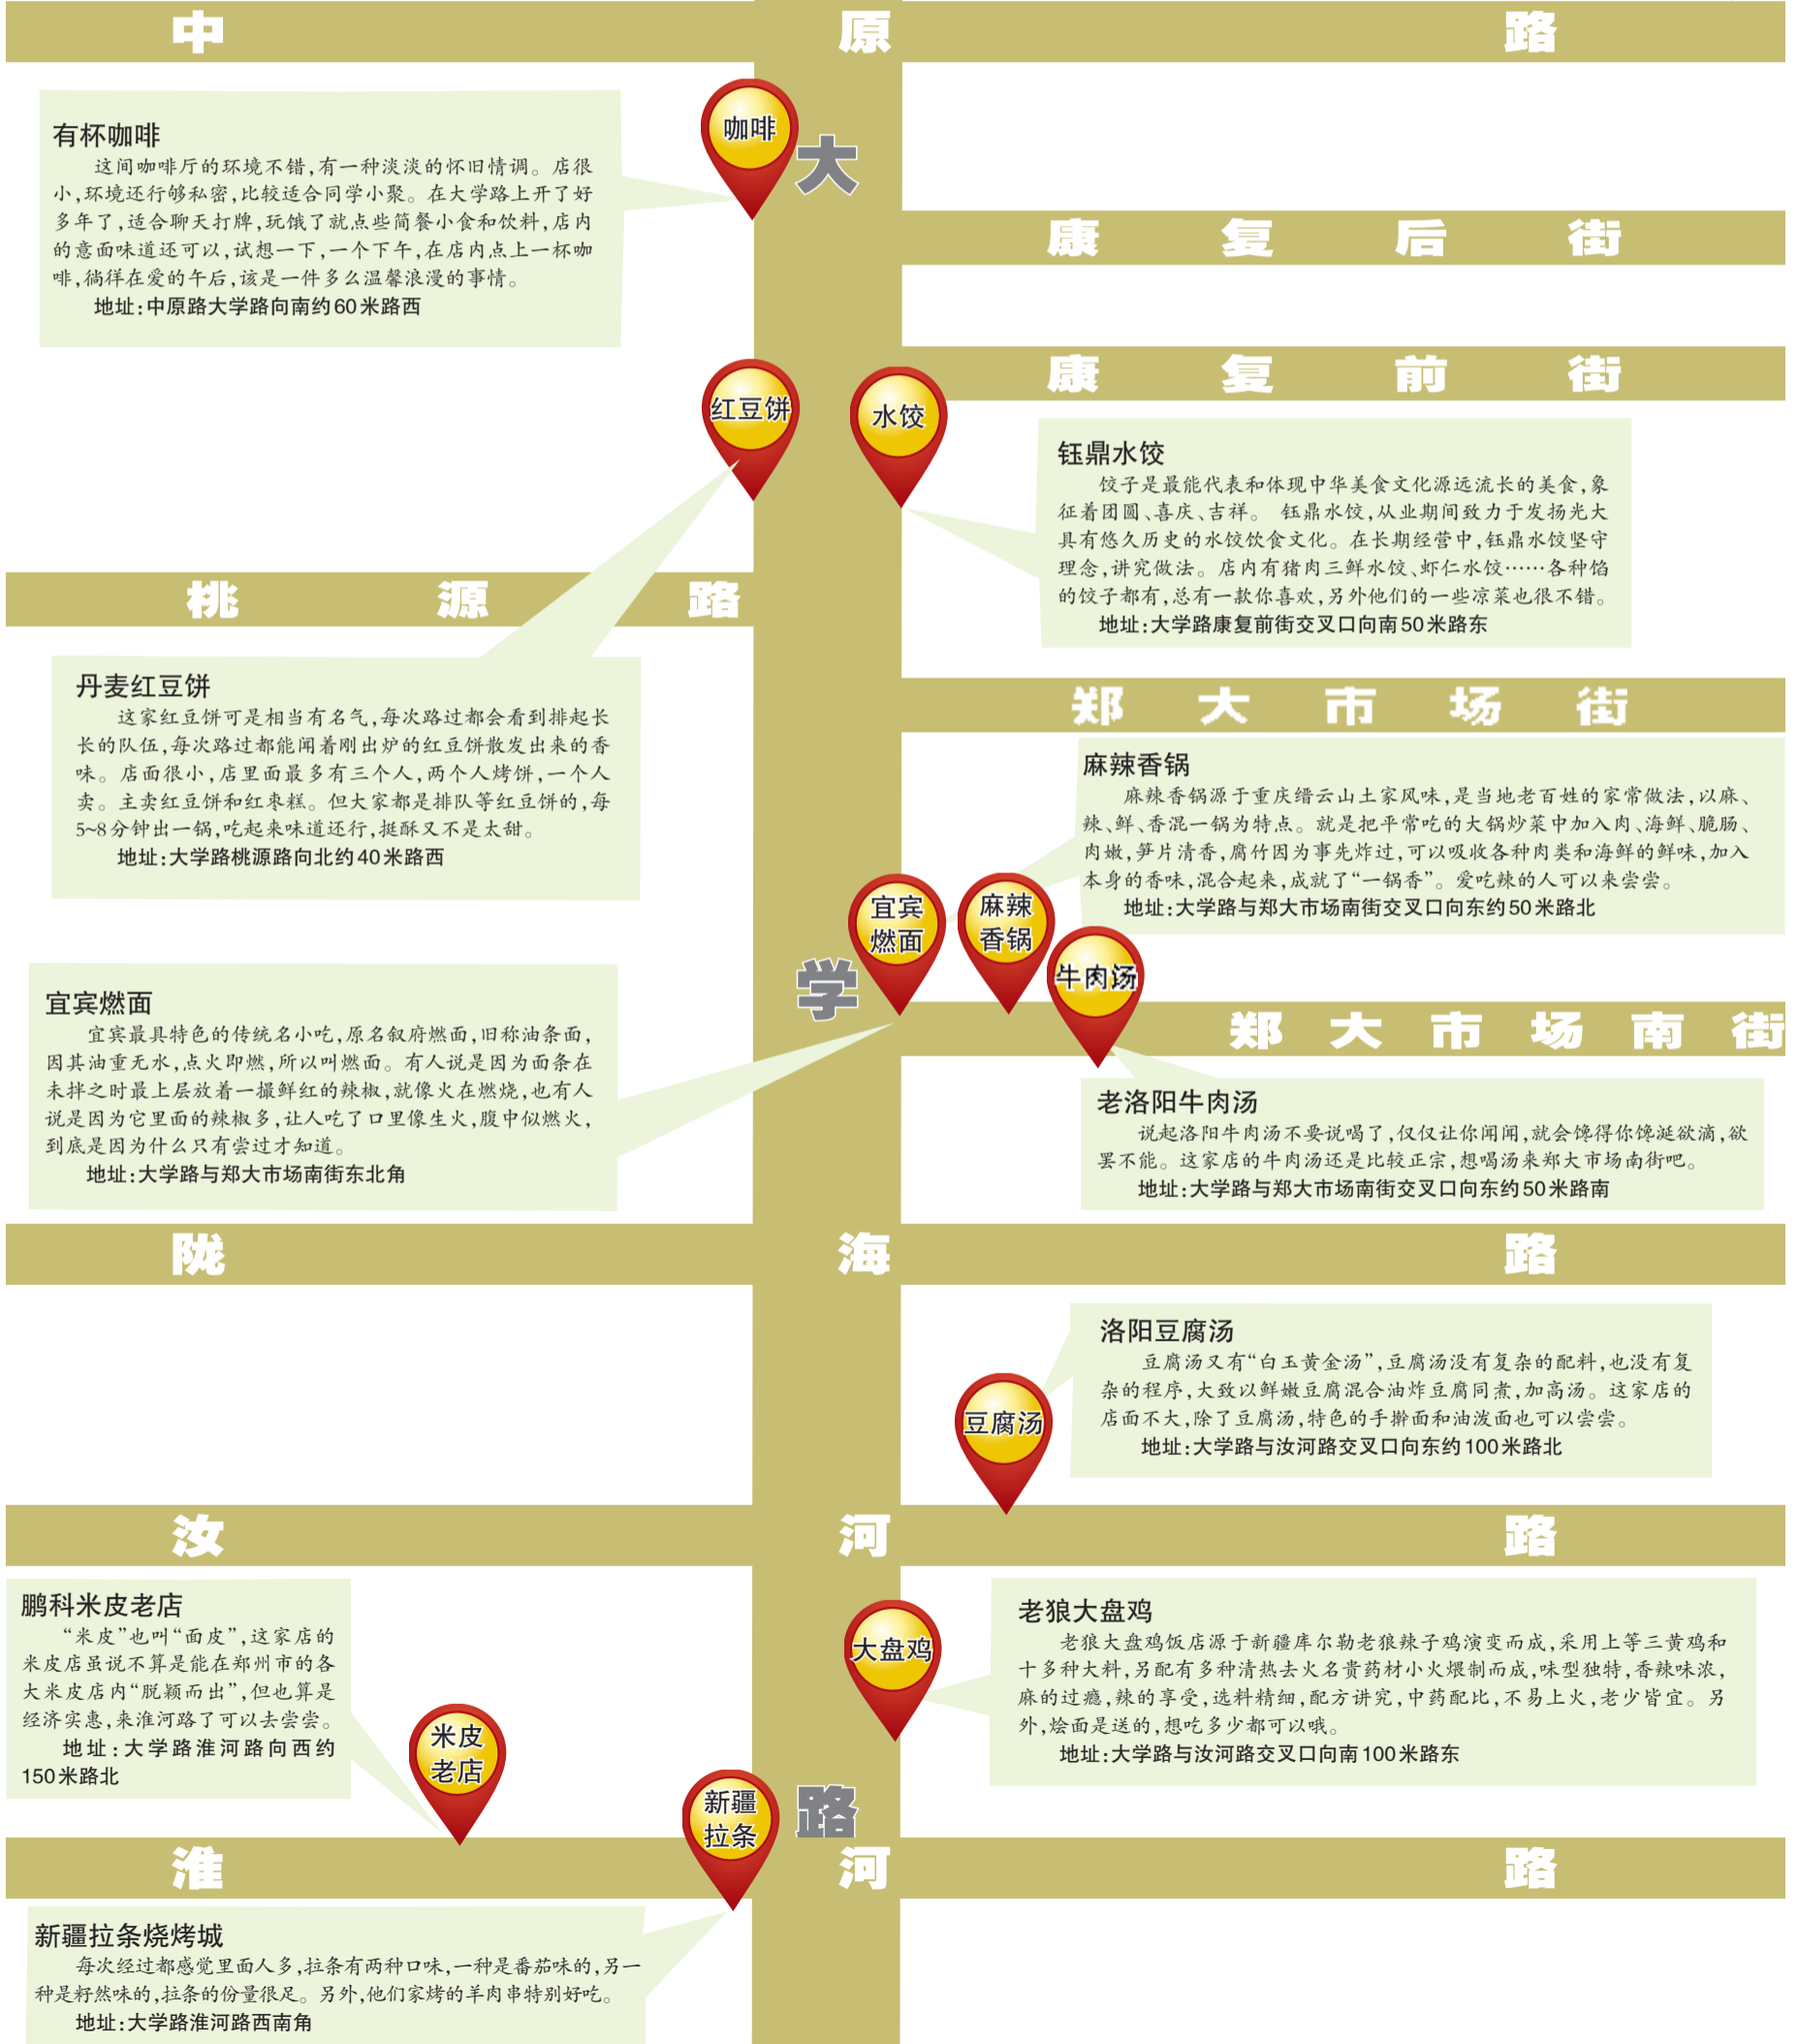 中原路
咖啡
大
有杯咖啡
这间咖啡厅的环境不错,有一种淡淡的怀旧情调。店很
小,环境还行够私密,比较适合同学小聚。在大学路上开了好
多年了,适合聊天打牌,玩饿了就点些简餐小食和饮料,店内
的意面味道还可以,试想一下,一个下午,在店内点上一杯咖
啡,徜徉在爱的午后,该是一件多么温馨浪漫的事情。
地址:中原路大学路向南约60米路西
康复后街
康复前街
红豆饼
水饺
钰鼎水饺
饺子是最能代表和体现中华美食文化源远流长的美食,象
征着团圆、喜庆、吉祥。 钰鼎水饺,从业期间致力于发扬光大
具有悠久历史的水饺饮食文化。在长期经营中,钰鼎水饺坚守
理念,讲究做法。店内有猪肉三鲜水饺、虾仁水饺……各种馅
的饺子都有,总有一款你喜欢,另外他们的一些凉菜也很不错。
地址:大学路康复前街交叉口向南50米路东
桃源路
丹麦红豆饼
这家红豆饼可是相当有名气,每次路过都会看到排起长
长的队伍,每次路过都能闻着刚出炉的红豆饼散发出来的香
味。店面很小,店里面最多有三个人,两个人烤饼,一个人
卖。主卖红豆饼和红枣糕。但大家都是排队等红豆饼的,每
5~8分钟出一锅,吃起来味道还行,挺酥又不是太甜。
地址:大学路桃源路向北约40米路西
郑大市场街
麻辣香锅
麻辣香锅源于重庆缙云山土家风味,是当地老百姓的家常做法,以麻、
辣、鲜、香混一锅为特点。就是把平常吃的大锅炒菜中加入肉、海鲜、脆肠、
肉嫩,笋片清香,腐竹因为事先炸过,可以吸收各种肉类和海鲜的鲜味,加入
本身的香味,混合起来,成就了“一锅香”。爱吃辣的人可以来尝尝。
地址:大学路与郑大市场南街交叉口向东约50米路北
宜宾
燃面
麻辣
香锅
牛肉汤
学
宜宾燃面
宜宾最具特色的传统名小吃,原名叙府燃面,旧称油条面,
因其油重无水,点火即燃,所以叫燃面。有人说是因为面条在
未拌之时最上层放着一撮鲜红的辣椒,就像火在燃烧,也有人
说是因为它里面的辣椒多,让人吃了口里像生火,腹中似燃火,
到底是因为什么只有尝过才知道。
地址:大学路与郑大市场南街东北角
郑大市场南街
老洛阳牛肉汤
说起洛阳牛肉汤不要说喝了,仅仅让你闻闻,就会馋得你馋涎欲滴,欲
罢不能。这家店的牛肉汤还是比较正宗,想喝汤来郑大市场南街吧。
地址:大学路与郑大市场南街交叉口向东约50米路南
陇海路
洛阳豆腐汤
豆腐汤又有“白玉黄金汤”,豆腐汤没有复杂的配料,也没有复
杂的程序,大致以鲜嫩豆腐混合油炸豆腐同煮,加高汤。这家店的
店面不大,除了豆腐汤,特色的手擀面和油泼面也可以尝尝。
地址:大学路与汝河路交叉口向东约100米路北
豆腐汤
汝河路
鹏科米皮老店
“米皮”也叫“面皮”,这家店的
米皮店虽说不算是能在郑州市的各
大米皮店内“脱颖而出”,但也算是
经济实惠,来淮河路了可以去尝尝。
地址:大学路淮河路向西约
150米路北
米皮
老店
大盘鸡
老狼大盘鸡
老狼大盘鸡饭店源于新疆库尔勒老狼辣子鸡演变而成,采用上等三黄鸡和
十多种大料,另配有多种清热去火名贵药材小火煨制而成,味型独特,香辣味浓,
麻的过瘾,辣的享受,选料精细,配方讲究,中药配比,不易上火,老少皆宜。另
外,烩面是送的,想吃多少都可以哦。
地址:大学路与汝河路交叉口向南100米路东
新疆
拉条
路
淮河路
新疆拉条烧烤城
每次经过都感觉里面人多,拉条有两种口味,一种是番茄味的,另一
种是籽然味的,拉条的份量很足。另外,他们家烤的羊肉串特别好吃。
地址:大学路淮河路西南角